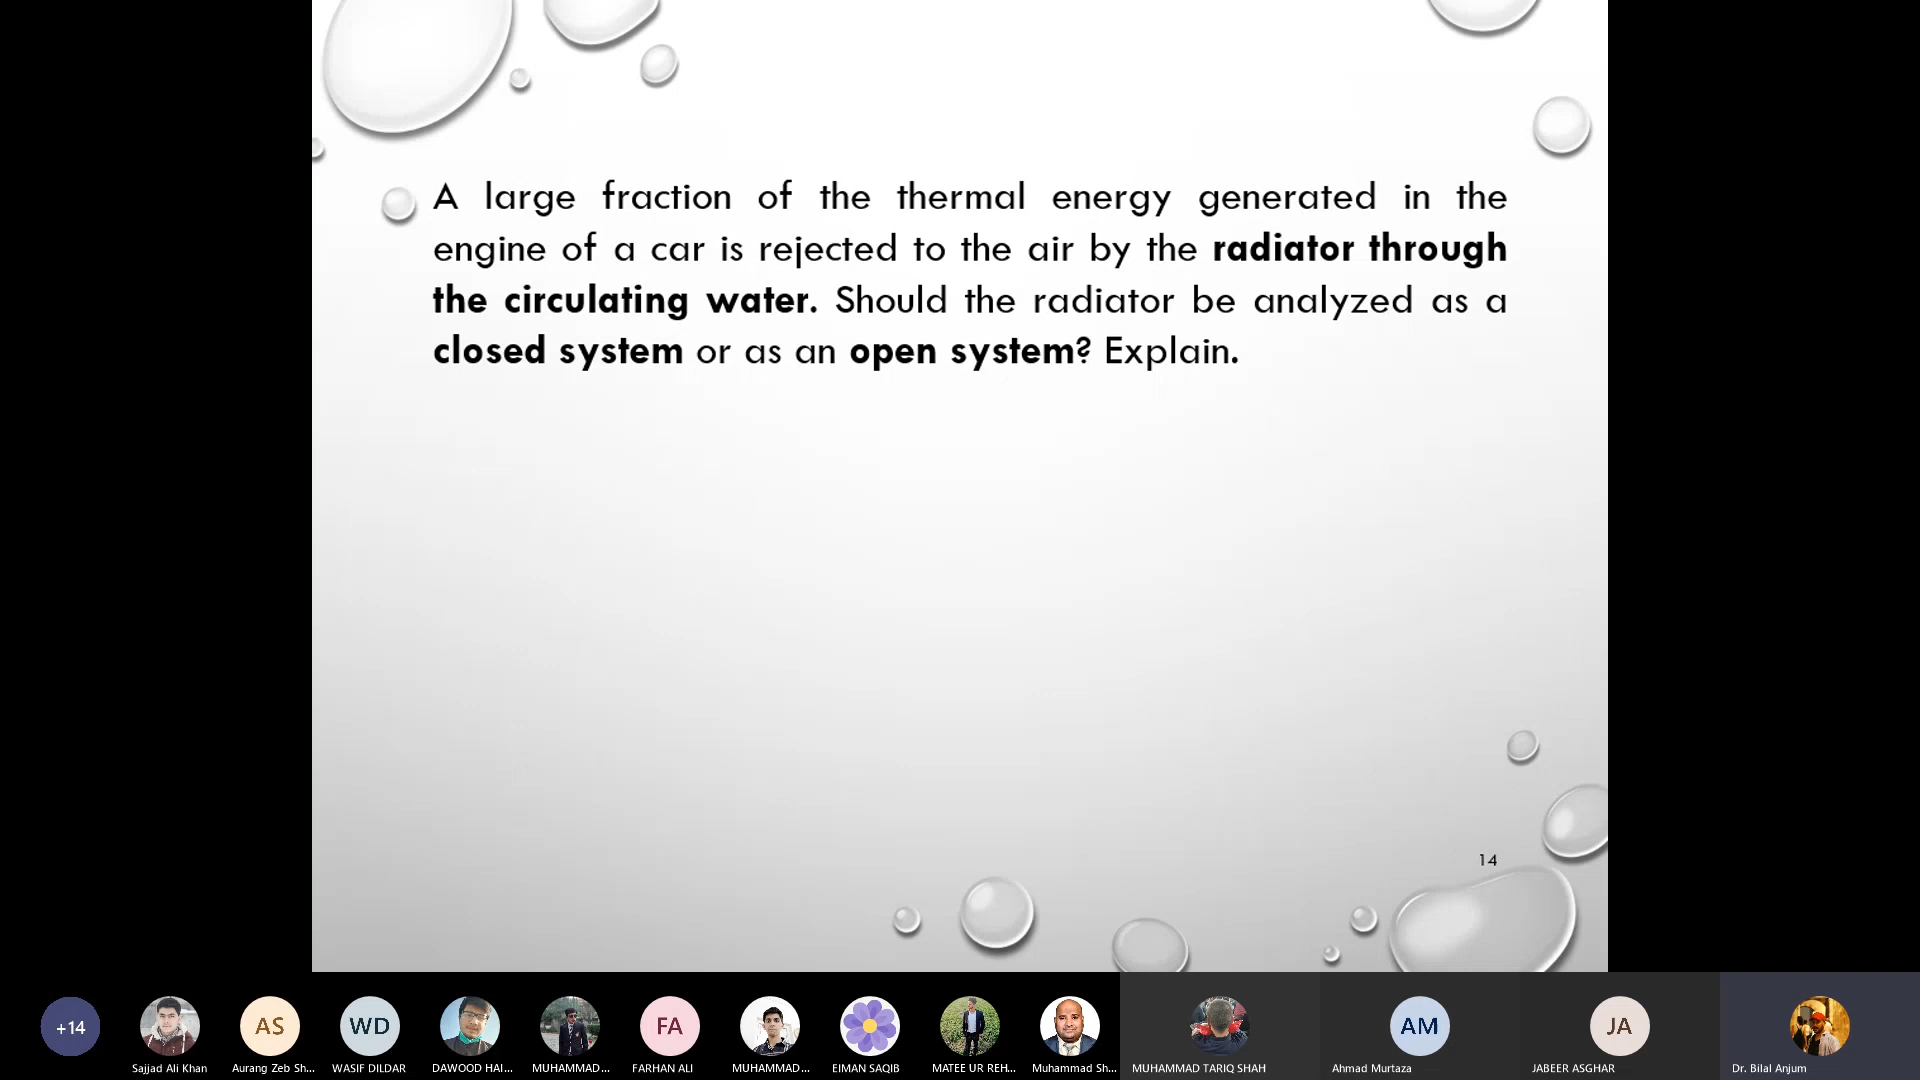 A large fraction of the thermal energy generated in the
engine of a car is rejected to the air by the radiator through
the circulating water. Should the radiator be analyzed as a
closed system or as an open system? Explain.
14
+14
AS
WD
FA
AM
JA
Sajjad Ali Khan
Aurang Zeb Sh...
WASIF DILDAR
DAWOOD HAI...
MUHAMMAD...
FARHAN ALI
MUHAMMAD...
EIMAN SAQIB
MATEE UR REH...
Muhammad Sh...
MUHAMMAD TARIQ SHAH
Ahmad Murtaza
JABEER ASGHAR
Dr. Bilal Anjum